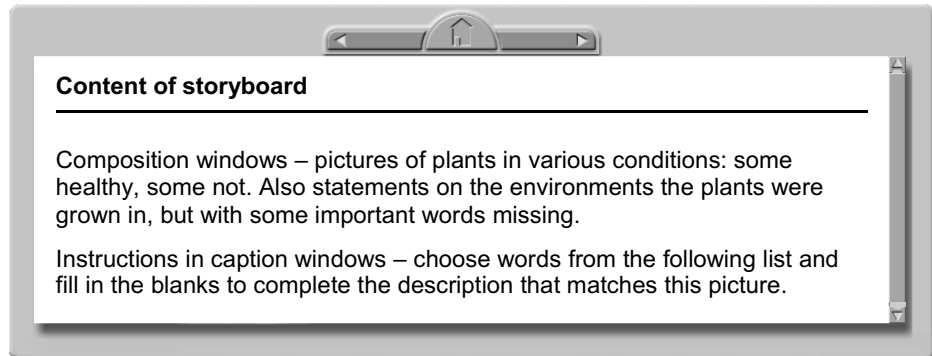 Content of storyboard
Composition windows – pictures of plants in various conditions: some
healthy, some not. Also statements on the environments the plants were
grown in, but with some important words missing.
Instructions in caption windows – choose words from the following list and
fill in the blanks to complete the description that matches this picture.